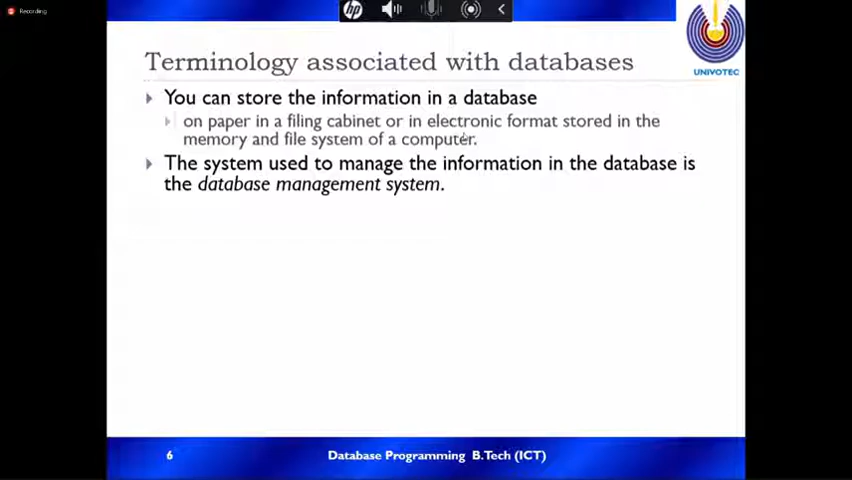 Recording
hp
UNIVOTEC
Terminology associated with databases
You can store the information in a database
on paper in a filing cabinet or in electronic format stored in the
memory and file system of a computer.
The system used to manage the information in the database is
the database management system.
6
Database Programming B.Tech (ICT)